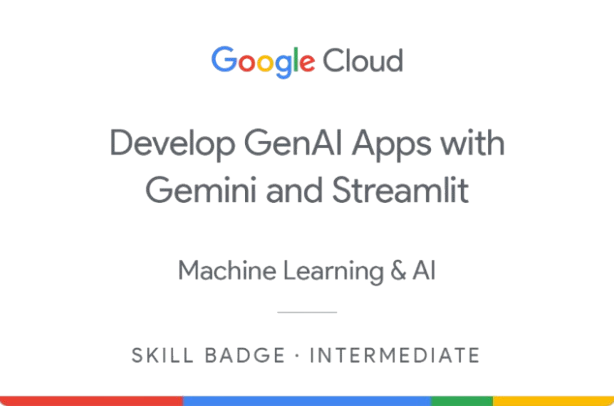 Google Cloud
Develop GenAI Apps with
Gemini and Streamlit
Machine Learning & AI
SKILL BADGE · INTERMEDIATE